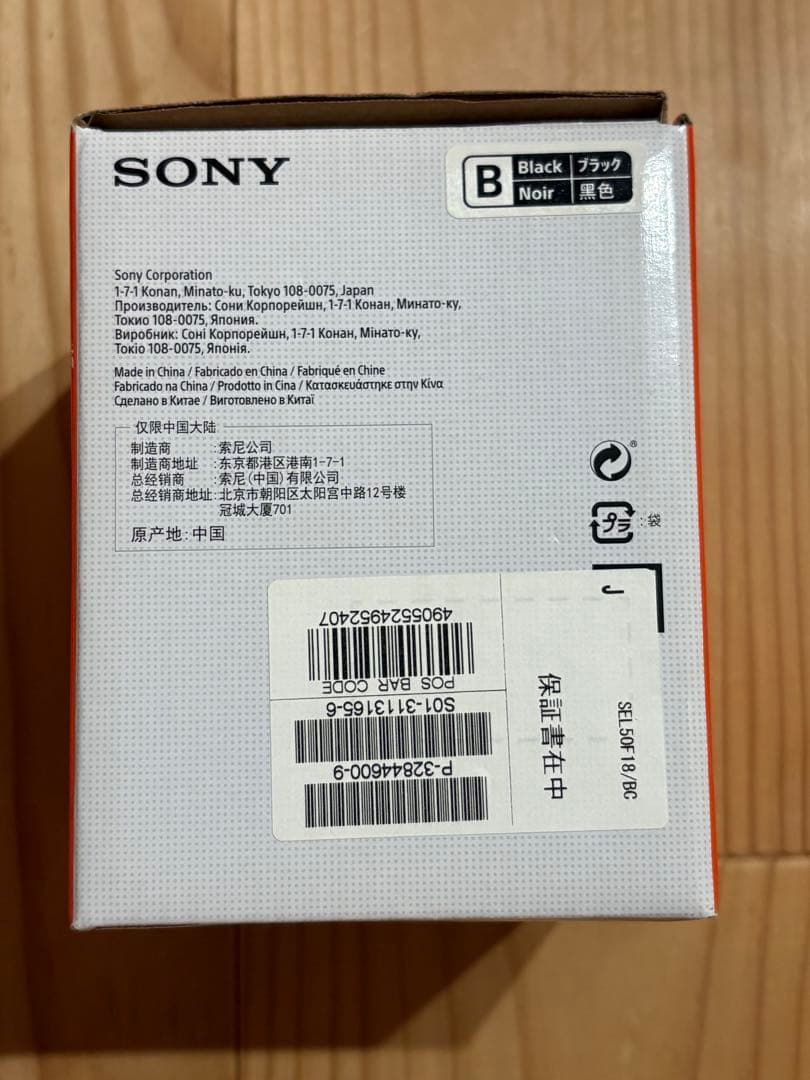 SONY
B
Black ブラック
Noir 黒色
Sony Corporation
1-7-1 Konan, Minato-ku, Tokyo 108-0075, Japan
Производитель: Сони Корпорейшн, 1-7-1 Конан, Минато-ку,
Токио 108-0075, Япония.
Виробник: Соні Корпорейшн, 1-7-1 Конан, Мінато-ку,
Токіо 108-0075, Японія.
Made in China / Fabricado en China / Fabriqué en Chine
Fabricado na China / Prodotto in Cina / Κατασκευάστηκε στην Κίνα
Сделано в Китае / Виготовлено в Китаї
仅限中国大陆
制造商 :索尼公司
制造商地址 :东京都港区港南1-7-1
总经销商 :索尼(中国)有限公司
总经销商地址:北京市朝阳区太阳宫中路12号楼
冠城大厦701
原产地:中国
®
プラ :袋
J
SEL50F18/BC
保証書在中
P-32844600-9
S01-3113165-6
POS BAR CODE
4905524952407